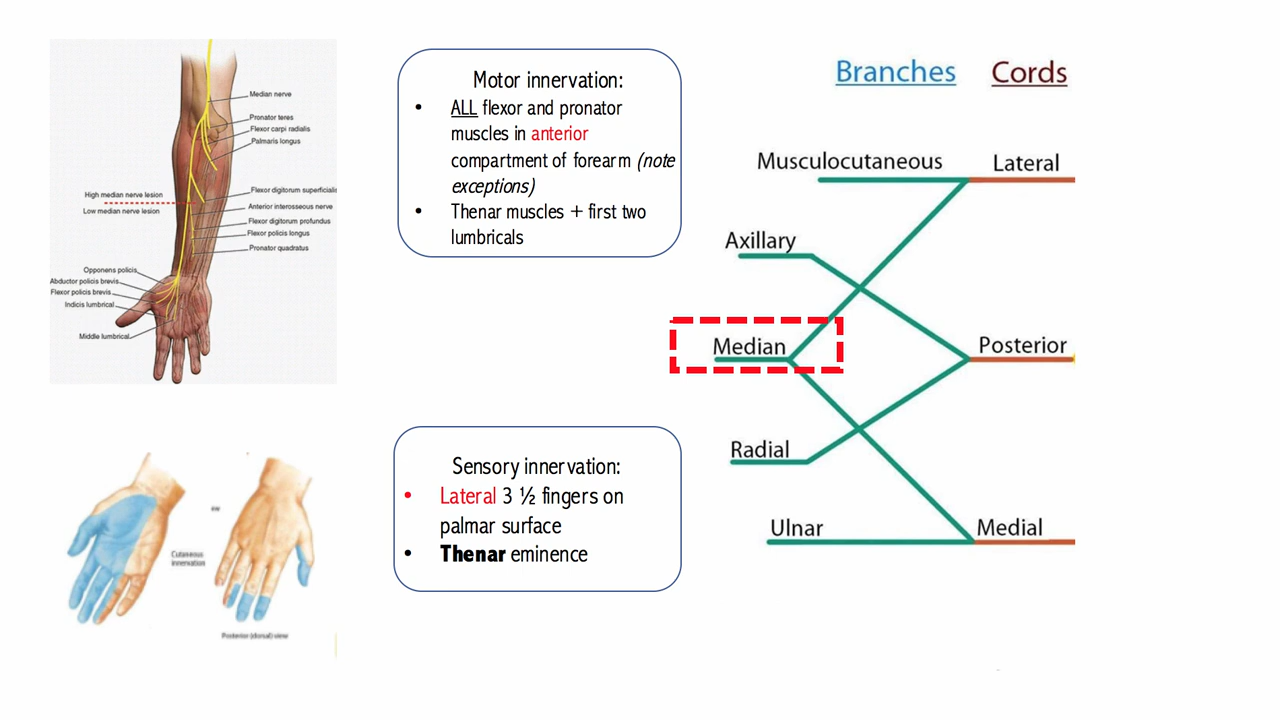 Median nerve
Pronator teres
Flexor carpi radialis
Palmaris longus
High median nerve lesion
Low median nerve lesion
Flexor digitorum superficialis
Anterior interosseous nerve
Flexor digitorum profundus
Flexor policis longus
Pronator quadratus
Opponens policis
Abductor policis brevis
Flexor policis brevis
Indicis lumbrical
Middle lumbrical
Motor innervation:
• ALL flexor and pronator
muscles in anterior
compartment of forearm (note
exceptions)
• Thenar muscles + first two
lumbricals
Branches Cords
Musculocutaneous Lateral
Axillary
Median Posterior
Radial
Ulnar Medial
Cutaneous
innervation
Posterior (dorsal) view
Sensory innervation:
• Lateral 3 ½ fingers on
palmar surface
• Thenar eminence